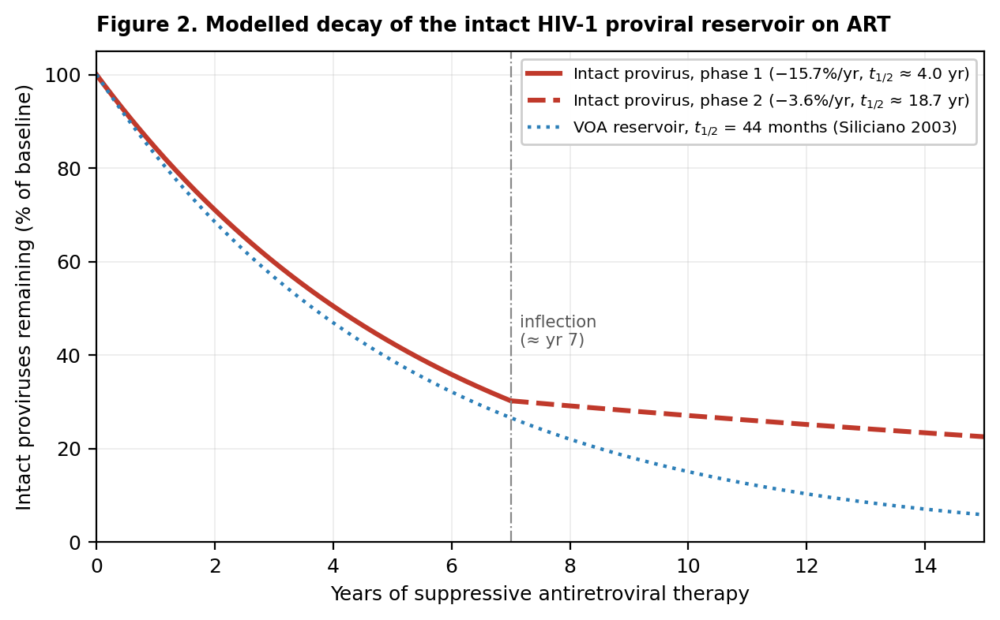 Figure 2. Modelled decay of the intact HIV-1 proviral reservoir on ART
Intact proviruses remaining (% of baseline)
100
80
60
40
20
0
Intact provirus, phase 1 (−15.7%/yr, t1/2 ≈ 4.0 yr)
Intact provirus, phase 2 (−3.6%/yr, t1/2 ≈ 18.7 yr)
VOA reservoir, t1/2 = 44 months (Siliciano 2003)
inflection
(≈ yr 7)
0 2 4 6 8 10 12 14
Years of suppressive antiretroviral therapy